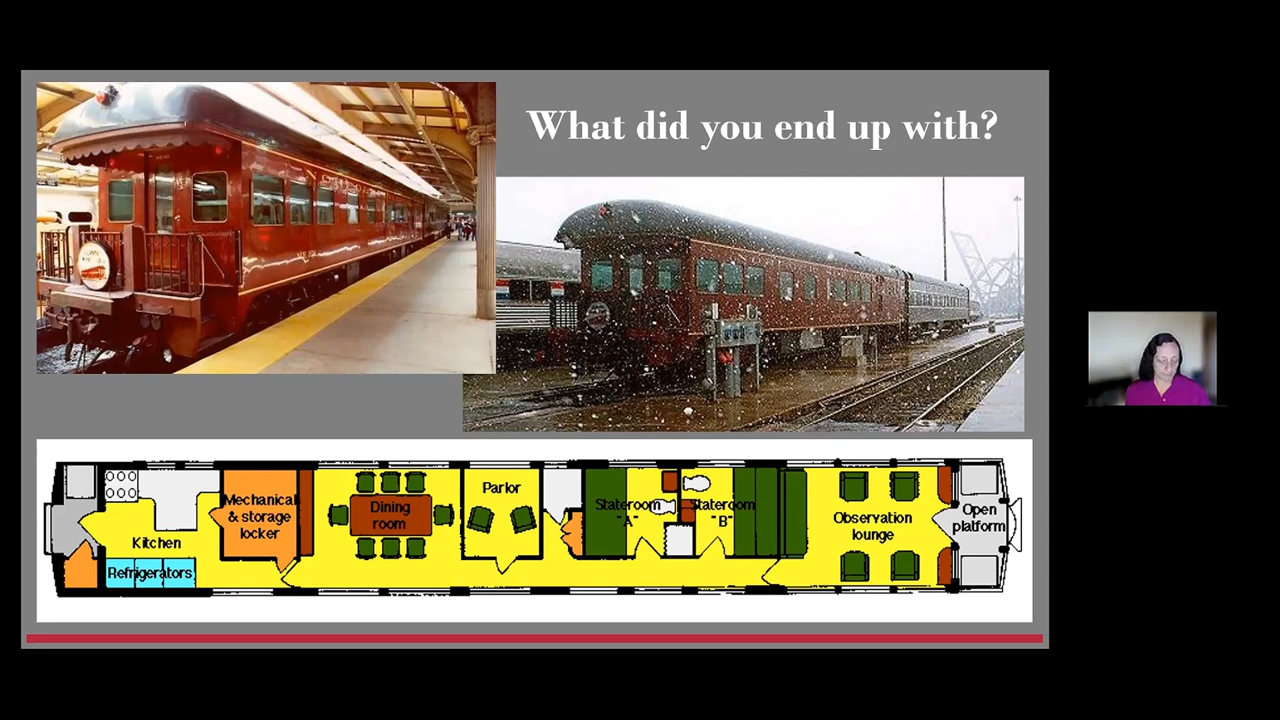 What did you end up with?
Kitchen
Refrigerators
Mechanical
& storage
locker
Dining
room
Parlor
Stateroom
"A"
Stateroom
"B"
Observation
lounge
Open
platform